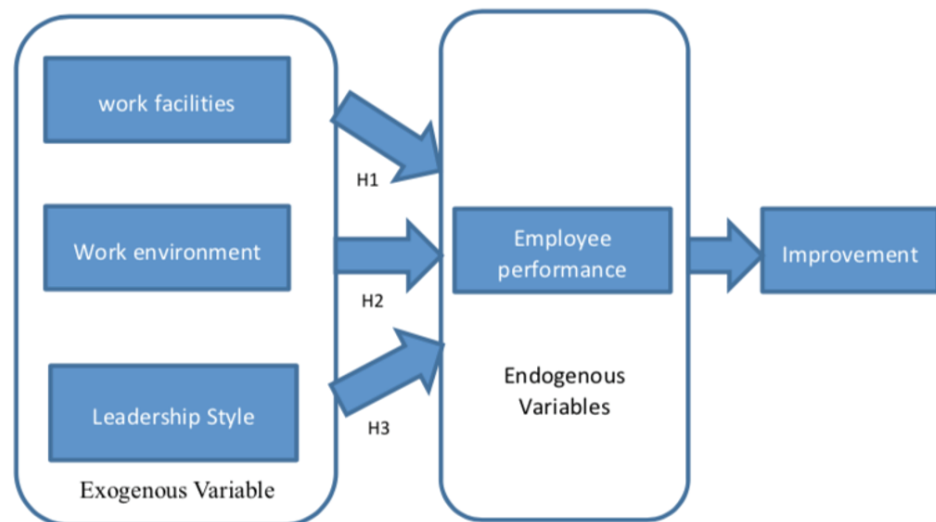 work facilities
Work environment
Leadership Style
Exogenous Variable
H1
H2
H3
Employee
performance
Endogenous
Variables
Improvement